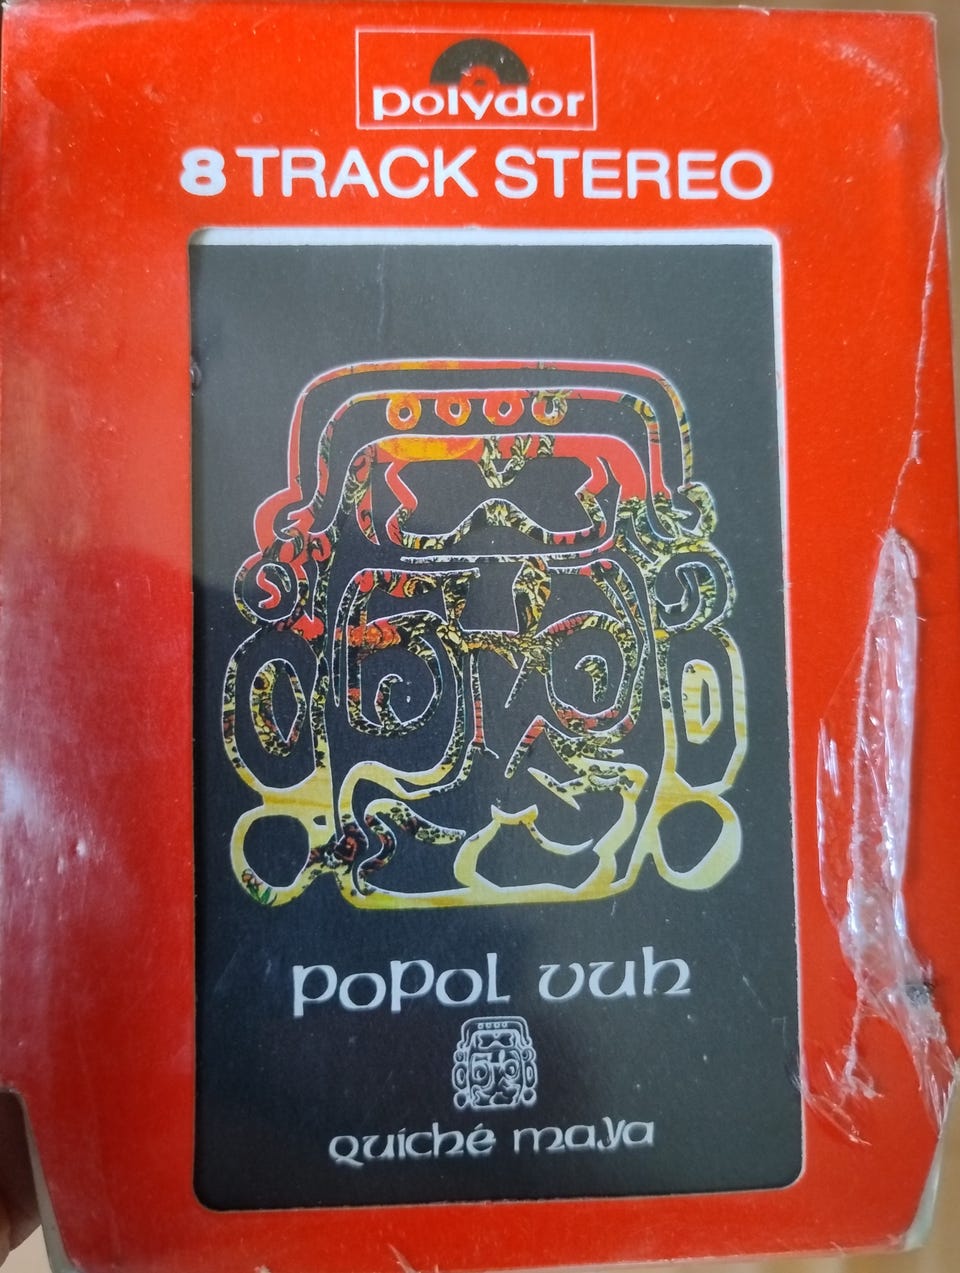 polydor
8 TRACK STEREO
popol vuh
quiché maya